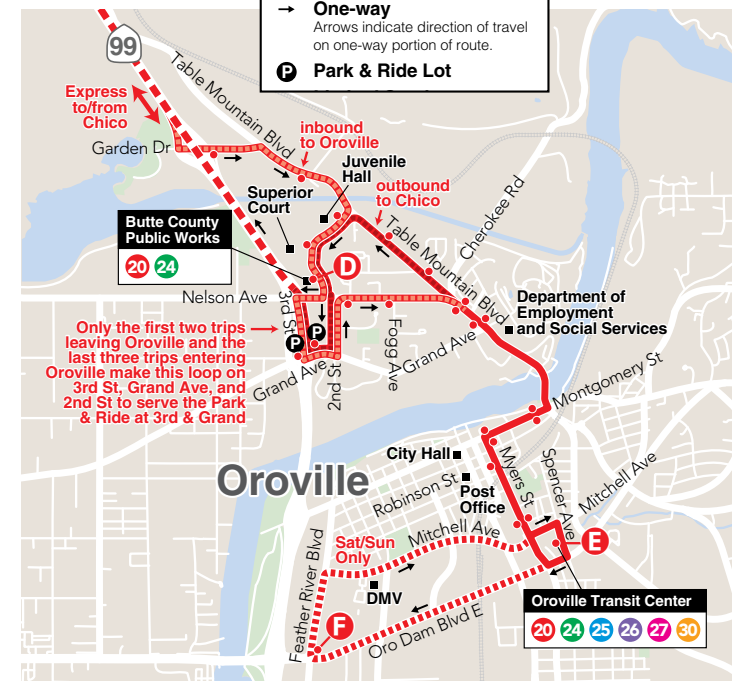 → One-way
Arrows indicate direction of travel
on one-way portion of route.
P Park & Ride Lot
99
Table Mountain Blvd
Express
to/from
Chico
Garden Dr
inbound
to Oroville
Juvenile
Hall
Superior
Court
outbound
to Chico
Cherokee Rd
Butte County
Public Works
20 24
D
Table Mountain Blvd
Nelson Ave
3rd St
Department of
Employment
and Social Services
Only the first two trips
leaving Oroville and the
last three trips entering
Oroville make this loop on
3rd St, Grand Ave, and
2nd St to serve the Park
& Ride at 3rd & Grand
P
P
Grand Ave
2nd St
Fogg Ave
Grand Ave
Montgomery St
City Hall
Oroville
Robinson St
Post
Office
Myers St
Spencer Ave
Mitchell Ave
Sat/Sun
Only
Mitchell Ave
E
Feather River Blvd
DMV
Oroville Transit Center
20 24 25 26 27 30
F
Oro Dam Blvd E